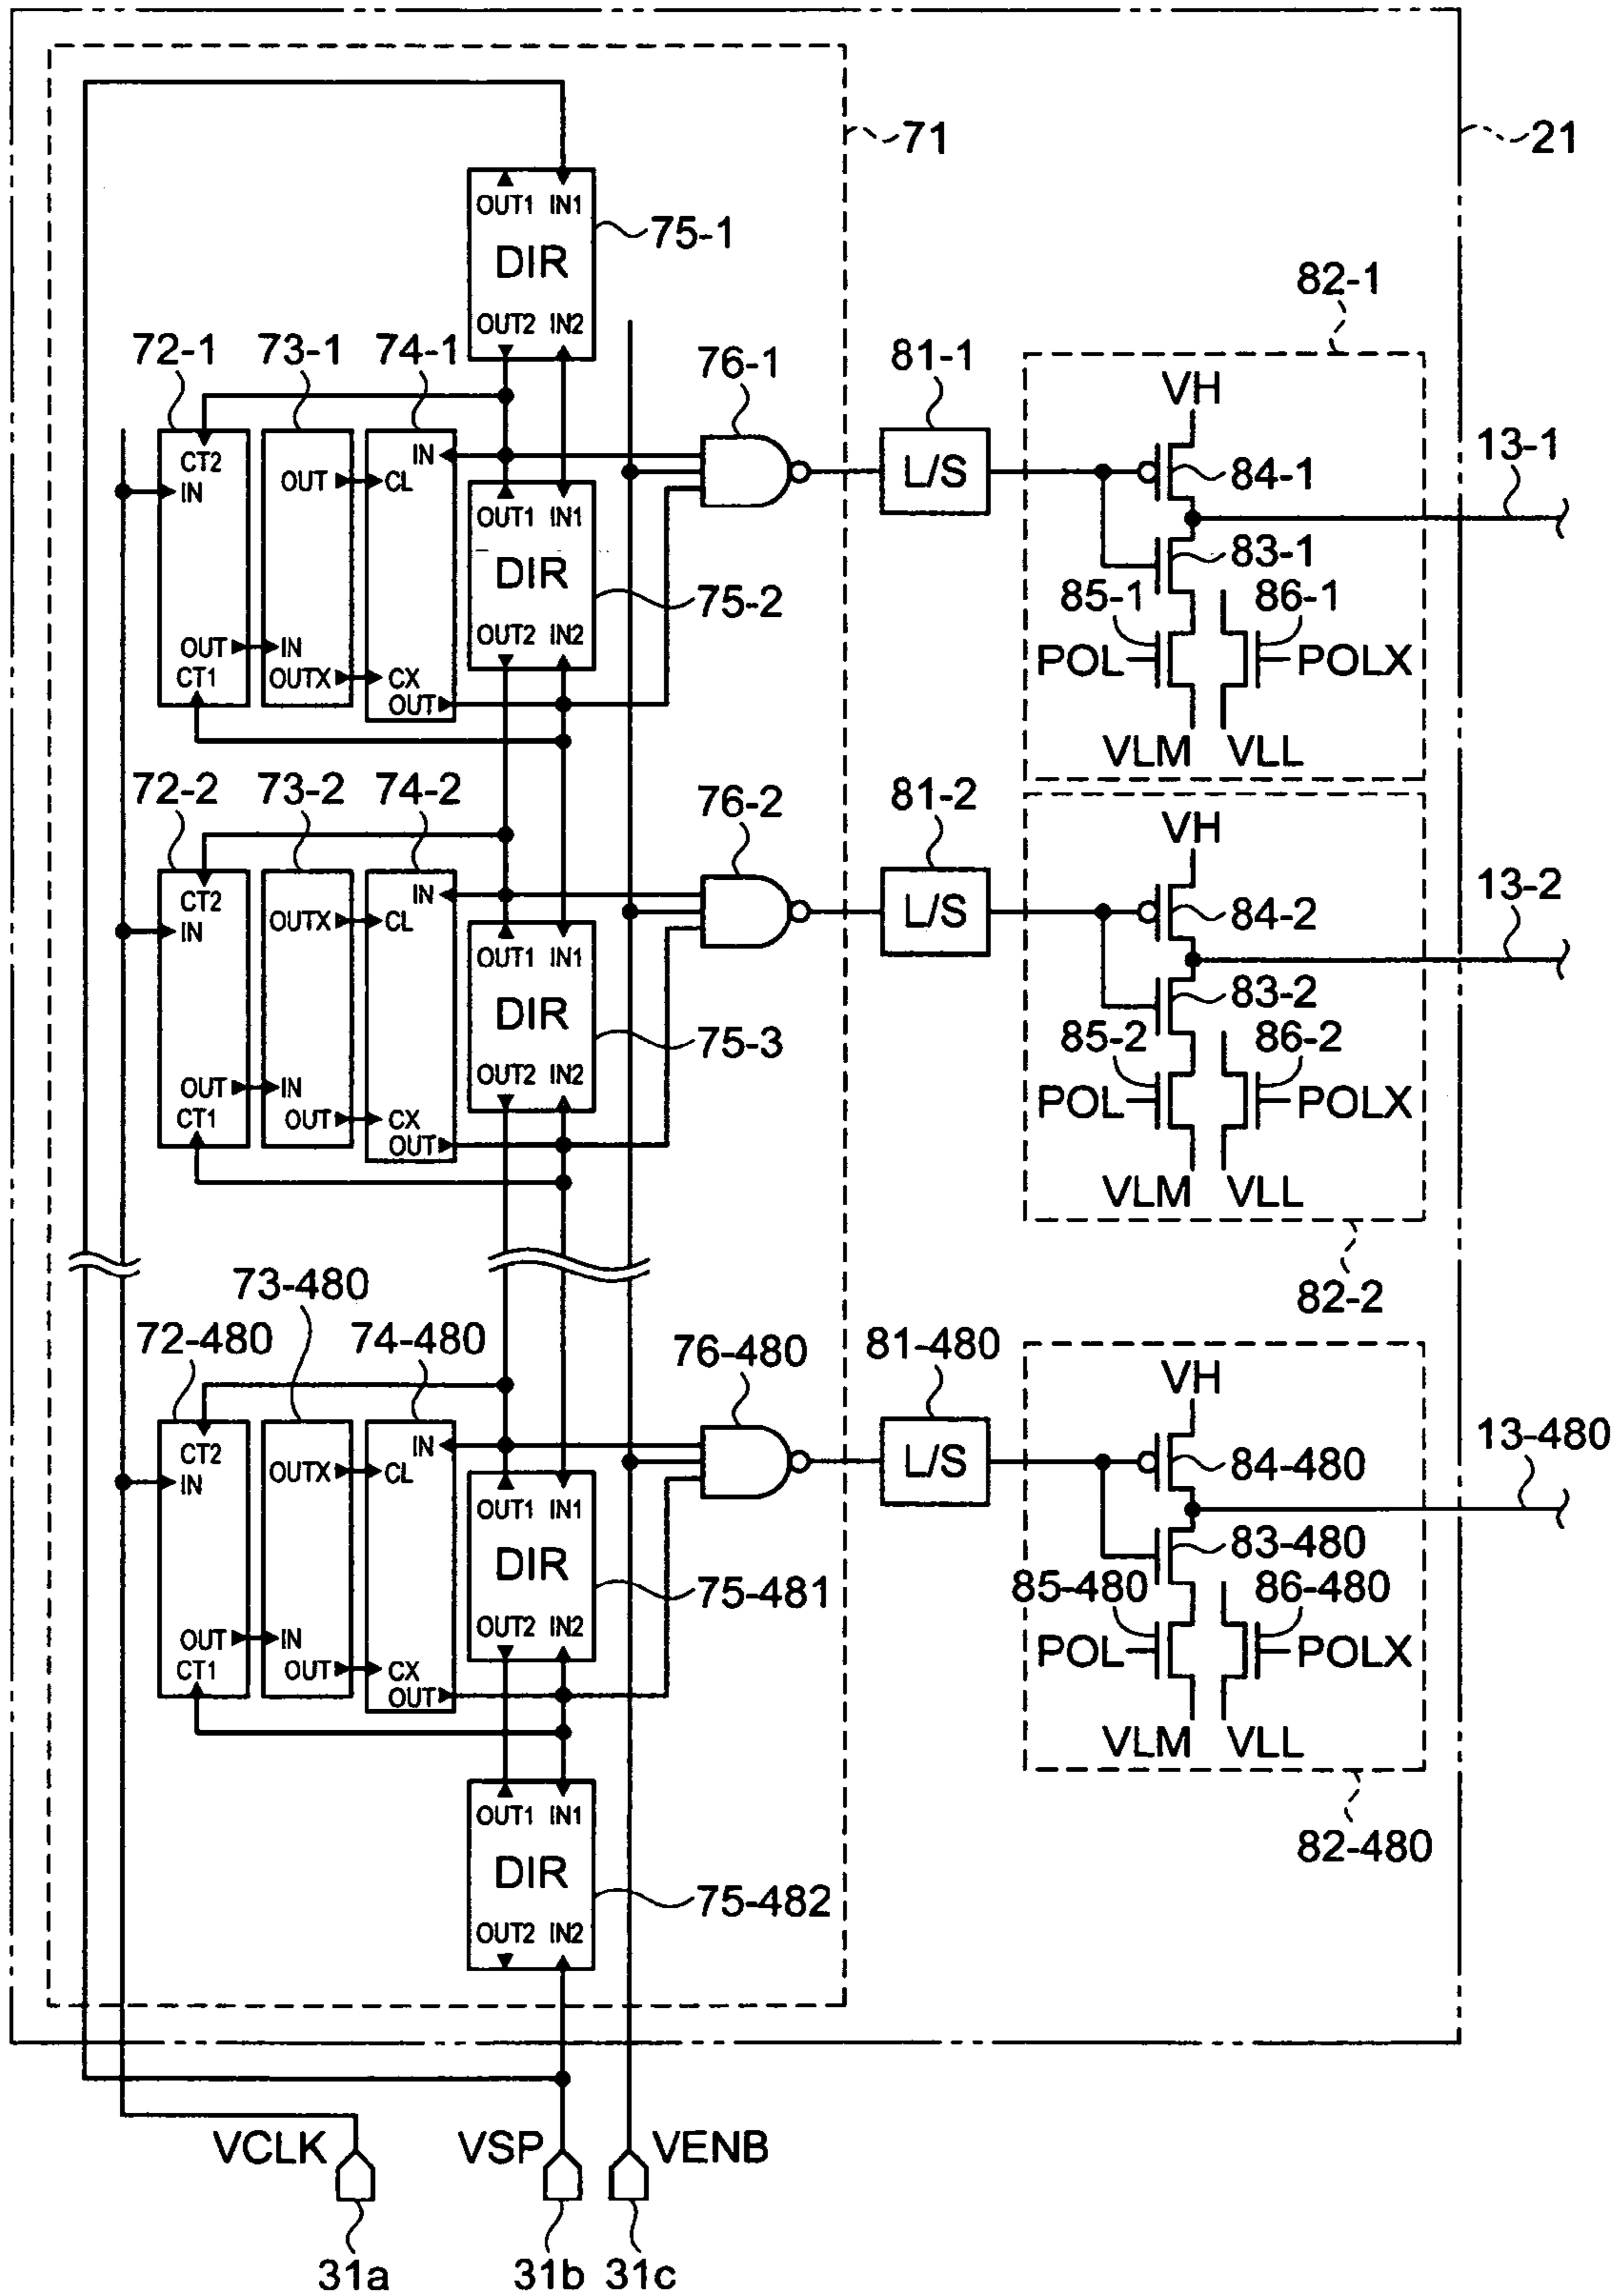 71
21
OUT1 IN1
DIR
OUT2 IN2
75-1
82-1
72-1
73-1
74-1
76-1
81-1
VH
13-1
CT2
IN
OUT
CL
IN
L/S
84-1
OUT1 IN1
DIR
OUT2 IN2
75-2
83-1
85-1
86-1
POL
POLX
OUT
CT1
IN
OUTX
CX
OUT
VLM
VLL
72-2
73-2
74-2
76-2
81-2
VH
13-2
CT2
IN
OUTX
CL
IN
L/S
84-2
OUT1 IN1
DIR
OUT2 IN2
75-3
83-2
85-2
86-2
POL
POLX
OUT
CT1
IN
OUT
CX
OUT
VLM
VLL
82-2
73-480
72-480
74-480
76-480
81-480
VH
13-480
CT2
IN
OUTX
CL
IN
L/S
84-480
OUT1 IN1
DIR
OUT2 IN2
75-481
83-480
85-480
86-480
POL
POLX
OUT
CT1
IN
OUT
CX
OUT
VLM
VLL
82-480
OUT1 IN1
DIR
OUT2 IN2
75-482
VCLK
VSP
VENB
31a
31b
31c